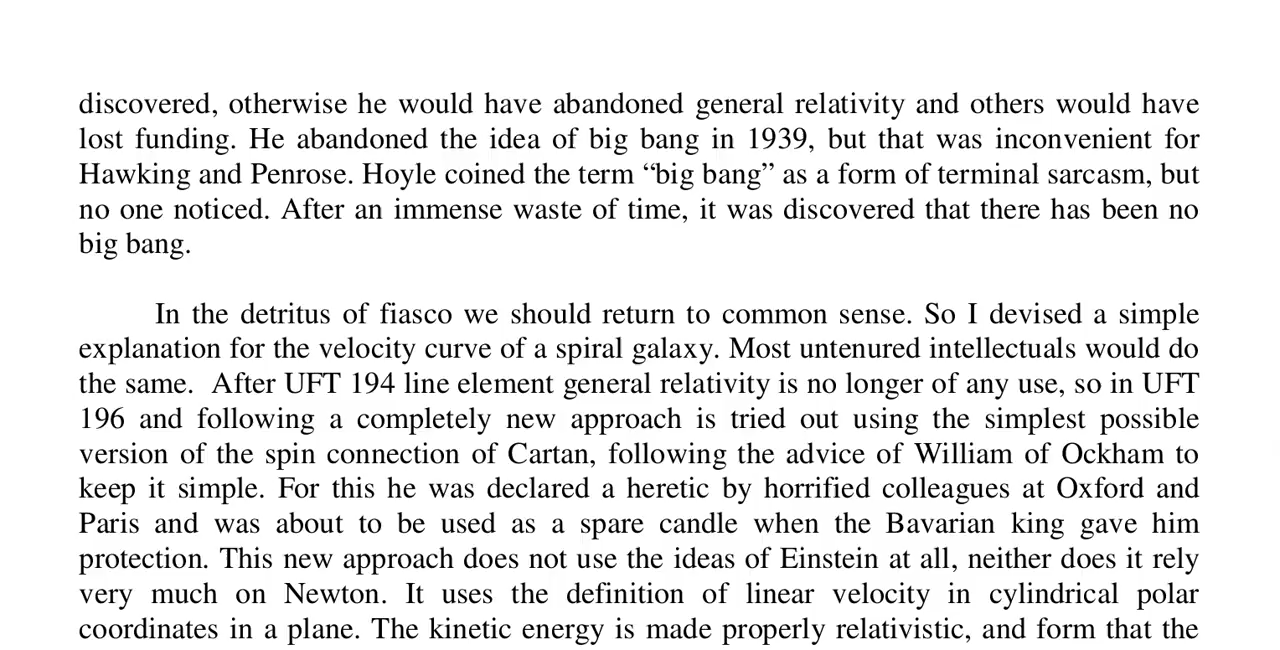 discovered, otherwise he would have abandoned general relativity and others would have
lost funding. He abandoned the idea of big bang in 1939, but that was inconvenient for
Hawking and Penrose. Hoyle coined the term “big bang” as a form of terminal sarcasm, but
no one noticed. After an immense waste of time, it was discovered that there has been no
big bang.
In the detritus of fiasco we should return to common sense. So I devised a simple
explanation for the velocity curve of a spiral galaxy. Most untenured intellectuals would do
the same. After UFT 194 line element general relativity is no longer of any use, so in UFT
196 and following a completely new approach is tried out using the simplest possible
version of the spin connection of Cartan, following the advice of William of Ockham to
keep it simple. For this he was declared a heretic by horrified colleagues at Oxford and
Paris and was about to be used as a spare candle when the Bavarian king gave him
protection. This new approach does not use the ideas of Einstein at all, neither does it rely
very much on Newton. It uses the definition of linear velocity in cylindrical polar
coordinates in a plane. The kinetic energy is made properly relativistic, and form that the